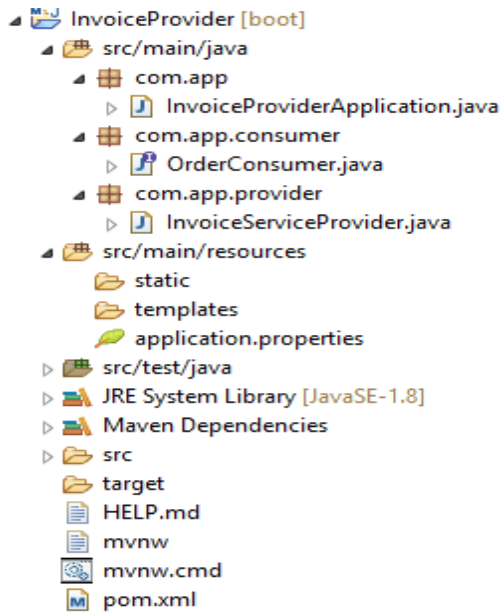 InvoiceProvider [boot]
src/main/java
com.app
InvoiceProviderApplication.java
com.app.consumer
OrderConsumer.java
com.app.provider
InvoiceServiceProvider.java
src/main/resources
static
templates
application.properties
src/test/java
JRE System Library [JavaSE-1.8]
Maven Dependencies
src
target
HELP.md
mvnw
mvnw.cmd
pom.xml